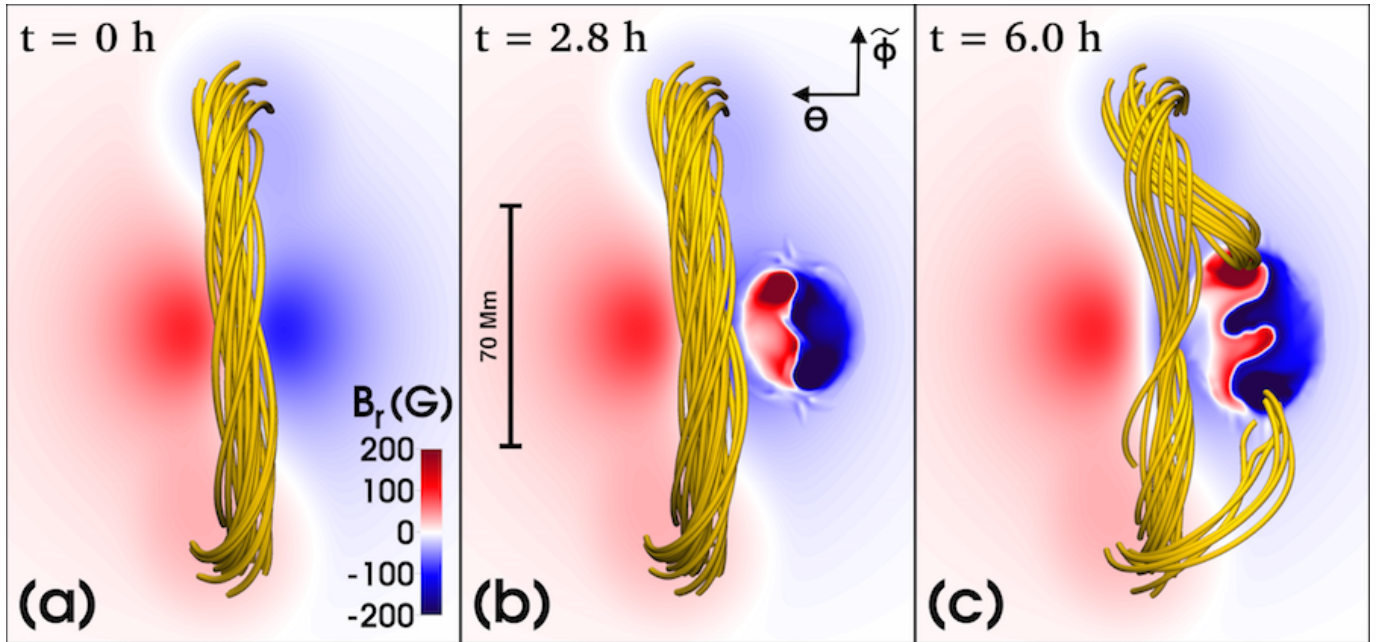 t = 0 h
B_r (G)
200
100
0
-100
-200
(a)
t = 2.8 h
ϕ̃
Θ
70 Mm
(b)
t = 6.0 h
(c)